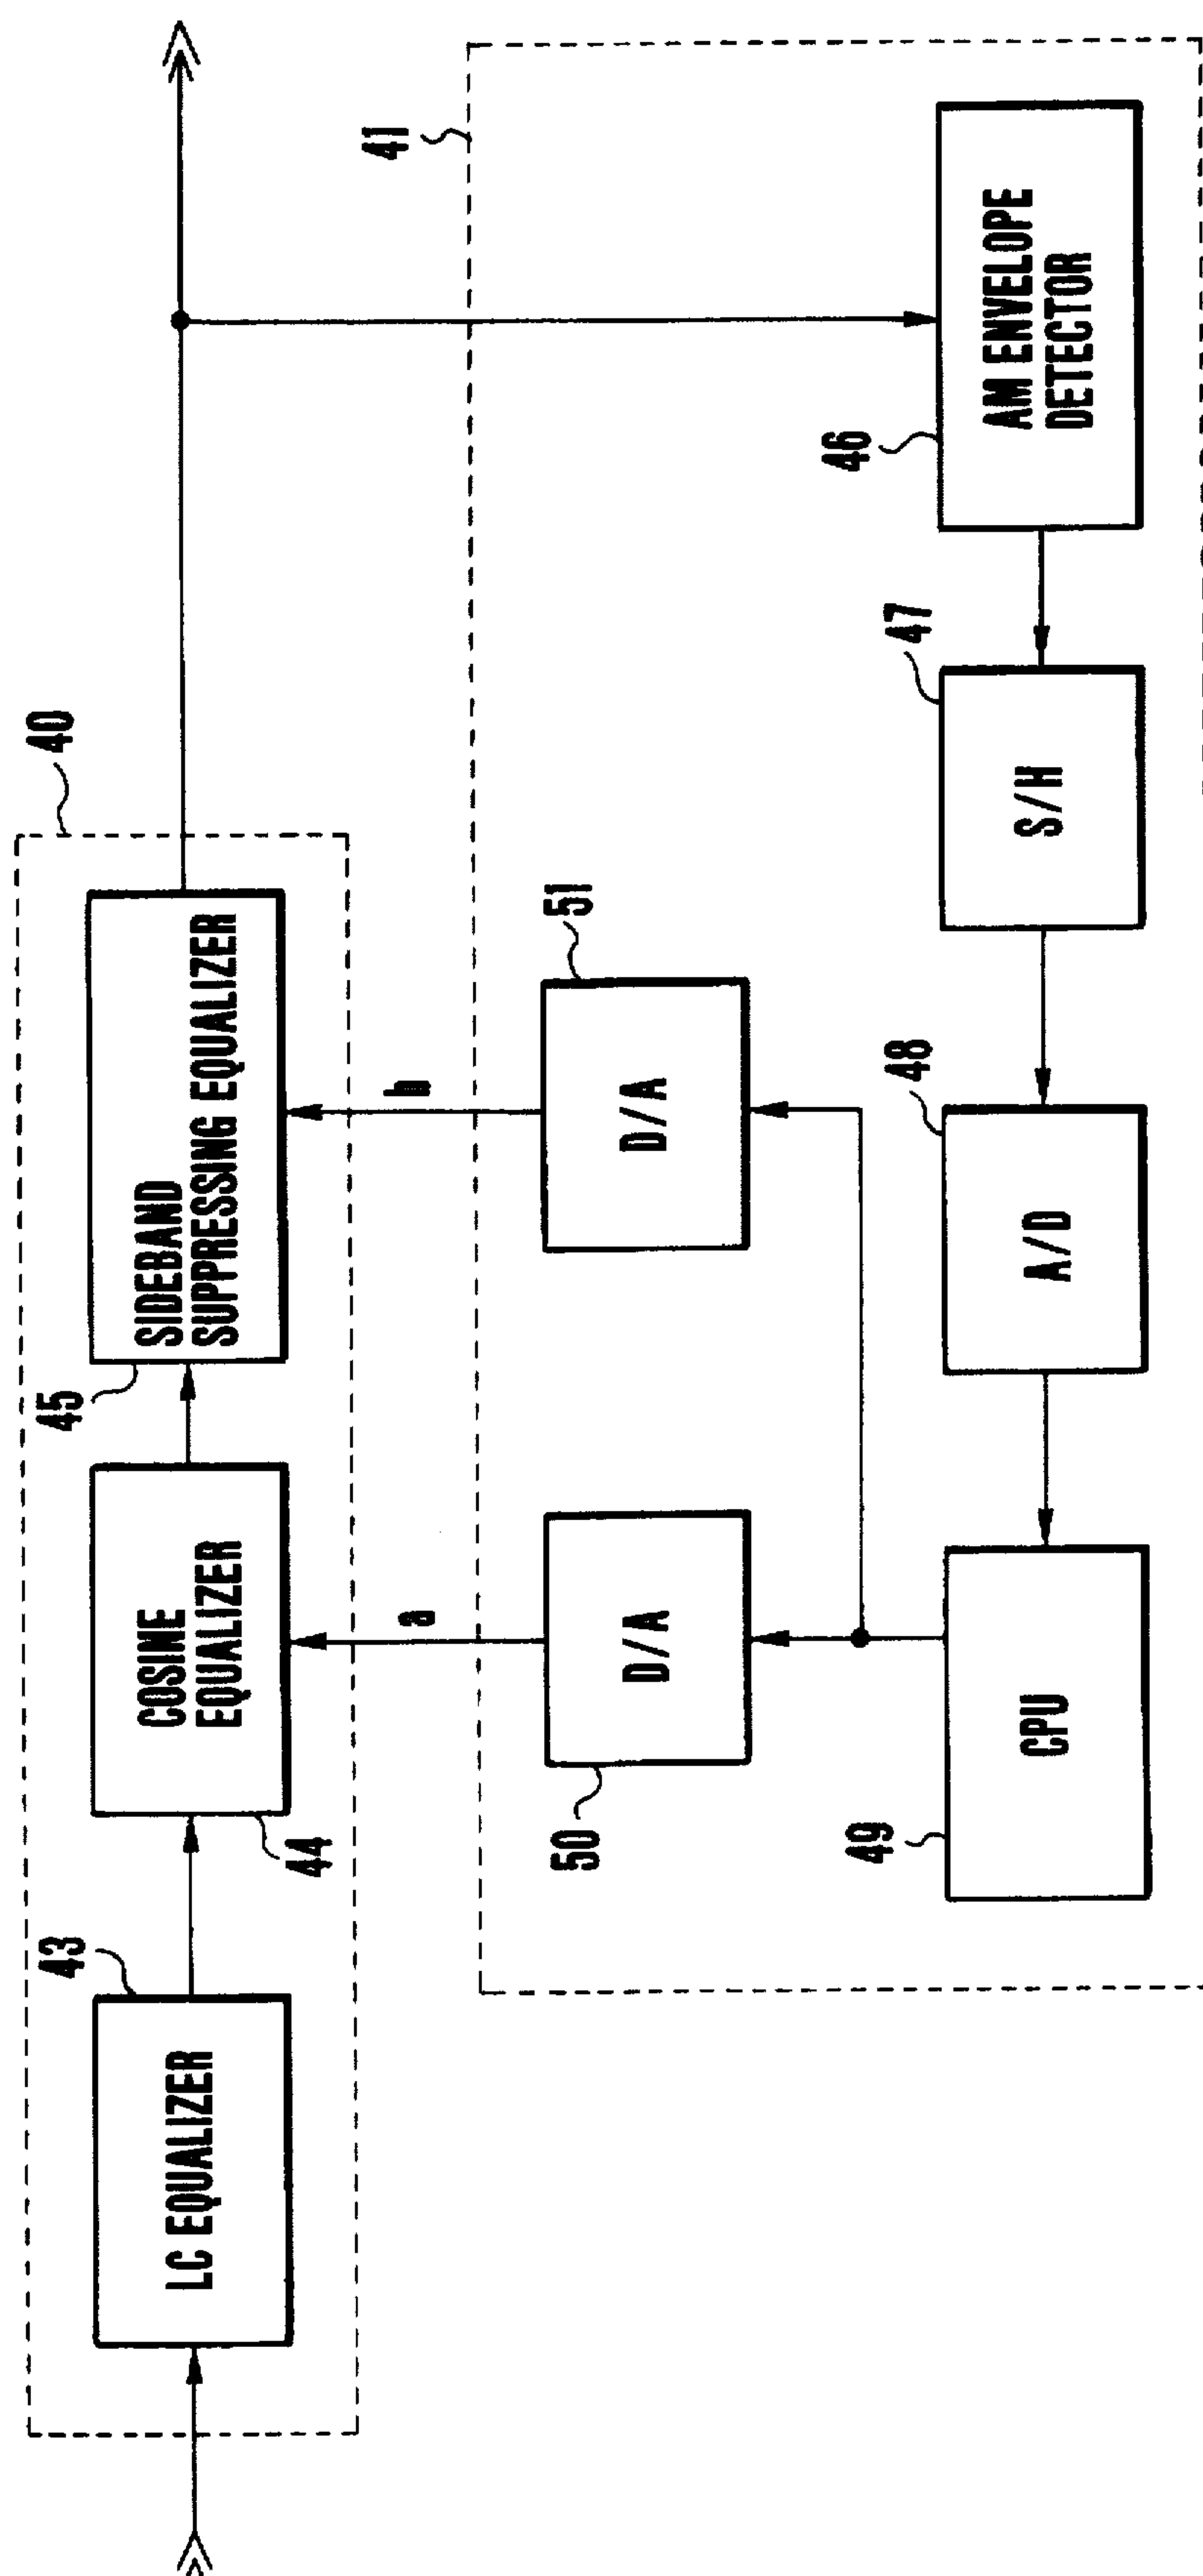 40
43
45
LC EQUALIZER
COSINE
EQUALIZER
SIDEBAND
SUPPRESSING EQUALIZER
44
a
b
41
50
51
D/A
D/A
49
48
47
46
CPU
A/D
S/H
AM ENVELOPE
DETECTOR